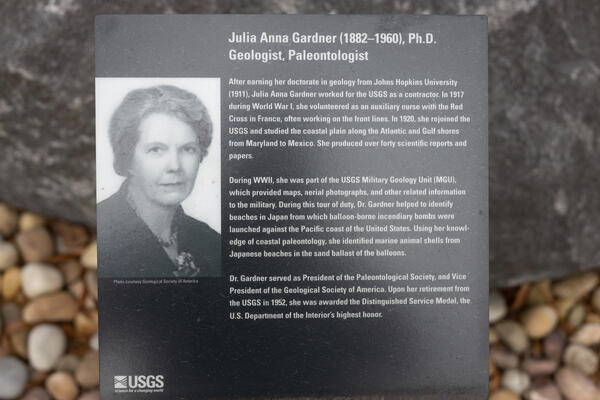 Julia Anna Gardner (1882–1960), Ph.D.
Geologist, Paleontologist
After earning her doctorate in geology from Johns Hopkins University
(1911), Julia Anna Gardner worked for the USGS as a contractor. In 1917
during World War I, she volunteered as an auxiliary nurse with the Red
Cross in France, often working on the front lines. In 1920, she rejoined the
USGS and studied the coastal plain along the Atlantic and Gulf shores
from Maryland to Mexico. She produced over forty scientific reports and
papers.
During WWII, she was part of the USGS Military Geology Unit (MGU),
which provided maps, aerial photographs, and other related information
to the military. During this tour of duty, Dr. Gardner helped to identify
beaches in Japan from which balloon-borne incendiary bombs were
launched against the Pacific coast of the United States. Using her knowl-
edge of coastal paleontology, she identified marine animal shells from
Japanese beaches in the sand ballast of the balloons.
Dr. Gardner served as President of the Paleontological Society, and Vice
President of the Geological Society of America. Upon her retirement from
the USGS in 1952, she was awarded the Distinguished Service Medal, the
U.S. Department of the Interior's highest honor.
Photo courtesy Geological Society of America
USGS
science for a changing world